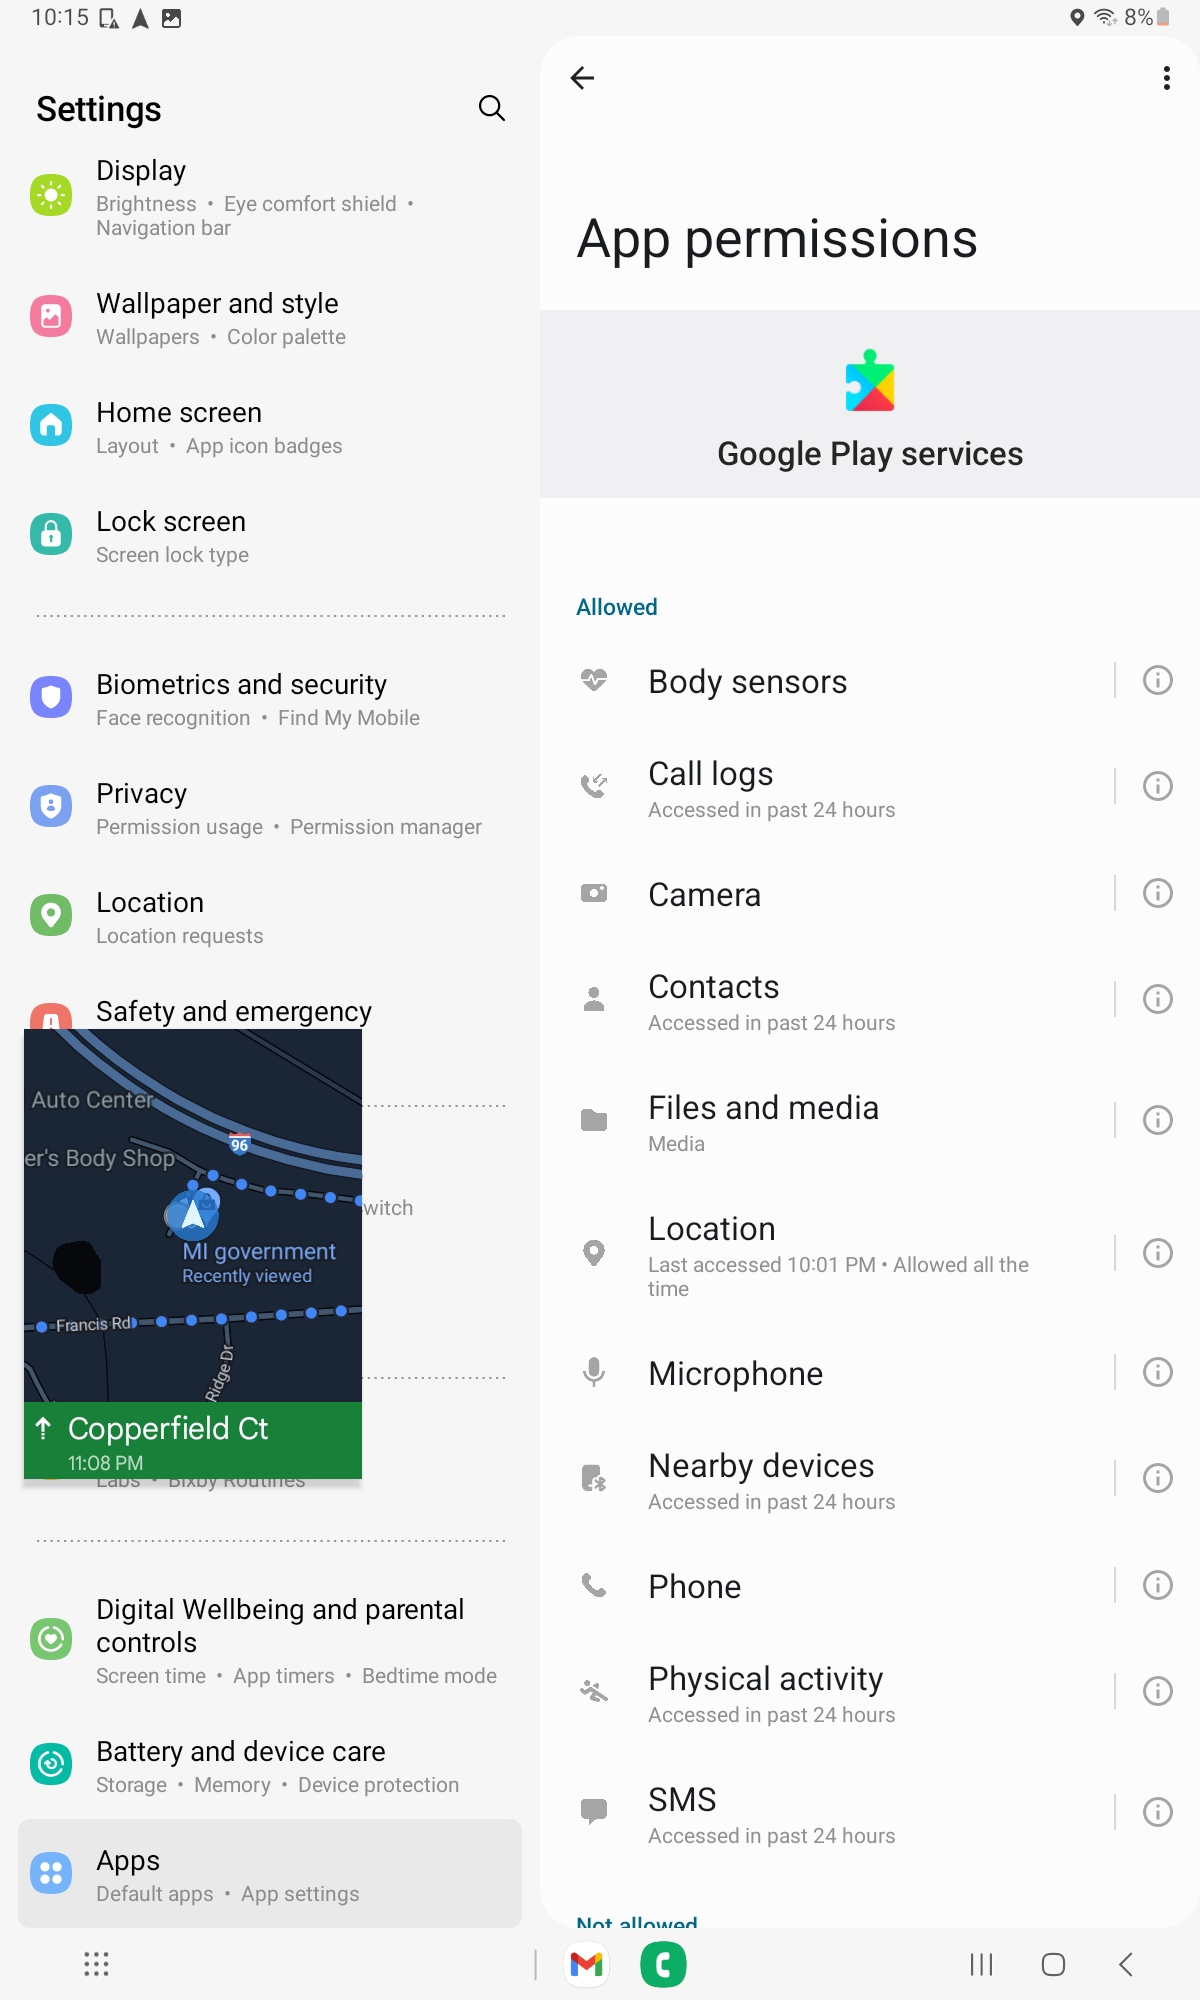 10:15
8%
Settings
Display
Brightness • Eye comfort shield •
Navigation bar
Wallpaper and style
Wallpapers • Color palette
Home screen
Layout • App icon badges
Lock screen
Screen lock type
Biometrics and security
Face recognition • Find My Mobile
Privacy
Permission usage • Permission manager
Location
Location requests
Safety and emergency
Auto Center
er's Body Shop
96
witch
MI government
Recently viewed
Francis Rd
Ridge Dr
Copperfield Ct
11:08 PM
Labs • Bixby Routines
Digital Wellbeing and parental
controls
Screen time • App timers • Bedtime mode
Battery and device care
Storage • Memory • Device protection
Apps
Default apps • App settings
App permissions
Google Play services
Allowed
Body sensors
Call logs
Accessed in past 24 hours
Camera
Contacts
Accessed in past 24 hours
Files and media
Media
Location
Last accessed 10:01 PM • Allowed all the
time
Microphone
Nearby devices
Accessed in past 24 hours
Phone
Physical activity
Accessed in past 24 hours
SMS
Accessed in past 24 hours
Not allowed